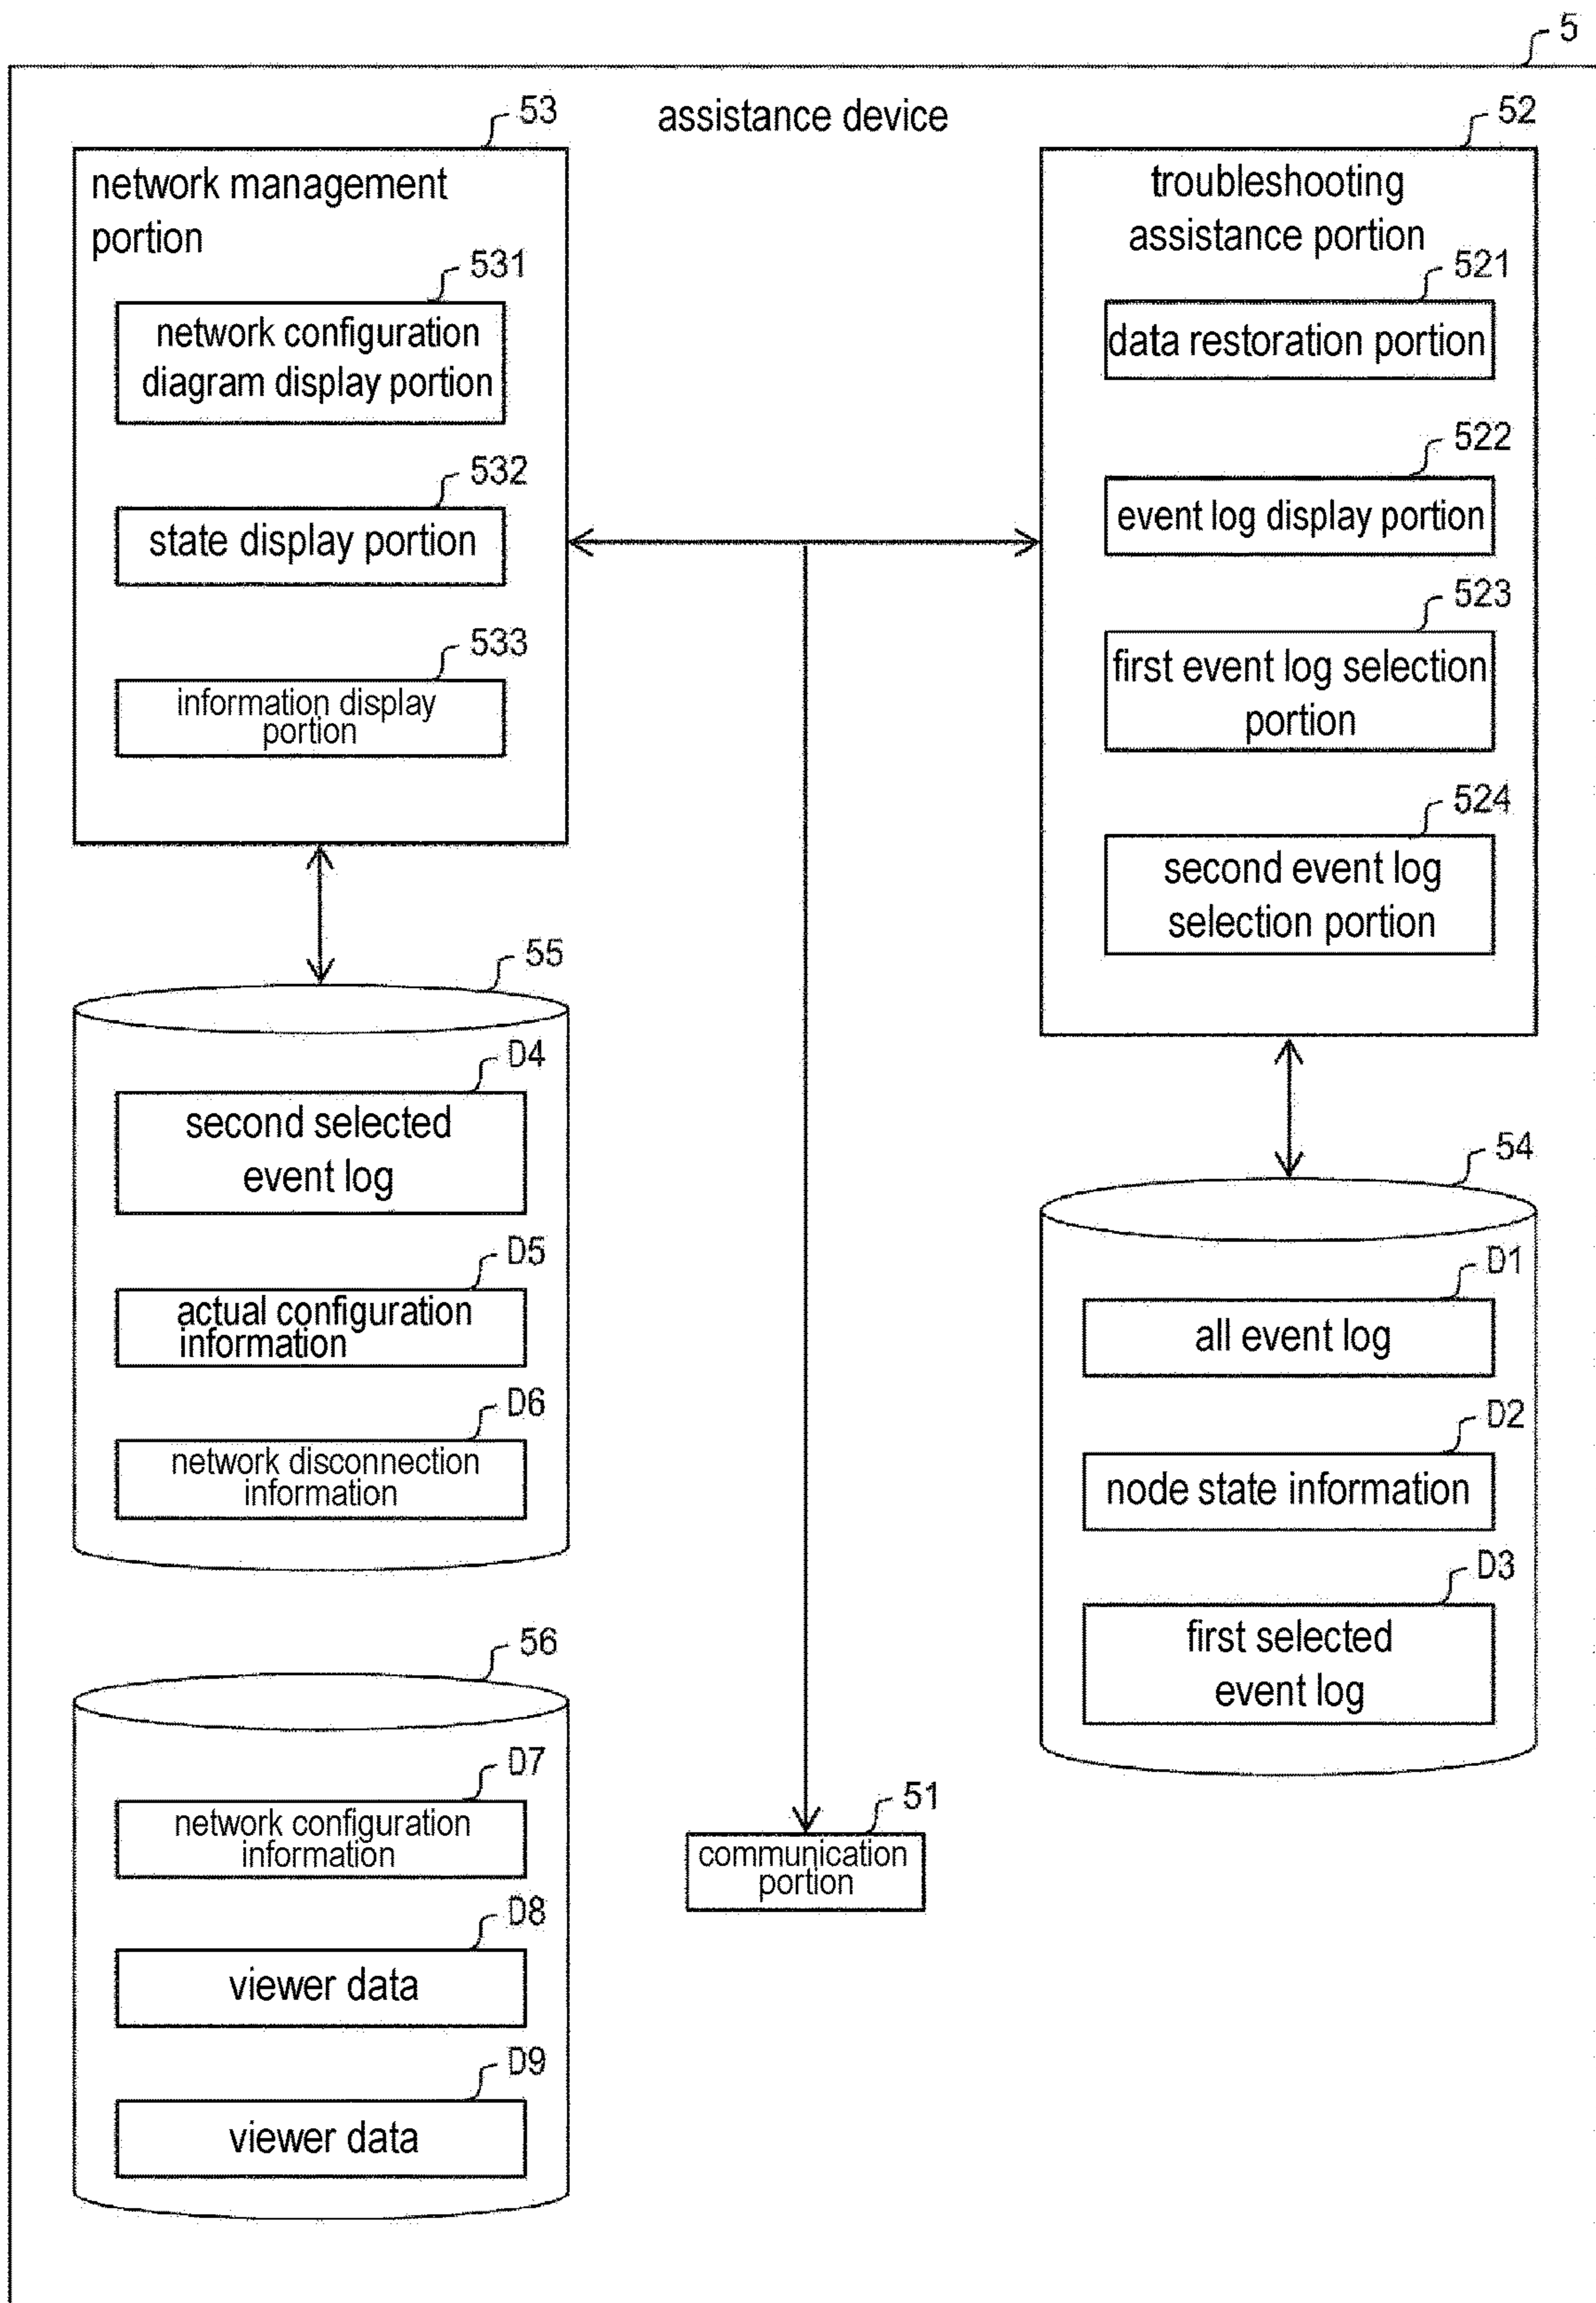 5
assistance device
53
network management
portion
531
network configuration
diagram display portion
532
state display portion
533
information display
portion
52
troubleshooting
assistance portion
521
data restoration portion
522
event log display portion
523
first event log selection
portion
524
second event log
selection portion
55
D4
second selected
event log
D5
actual configuration
information
D6
network disconnection
information
54
D1
all event log
D2
node state information
D3
first selected
event log
56
D7
network configuration
information
D8
viewer data
D9
viewer data
51
communication
portion